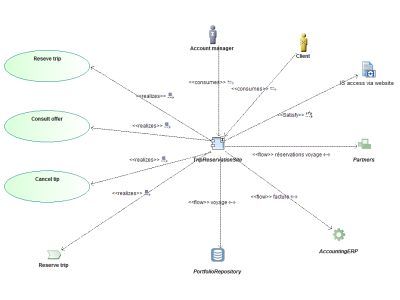 Reseve trip
Account manager
Client
<<consumes>>
IS access via website
<<consumes>>
<<realizes>>
<<Satisfy>>
Consult offer
<<realizes>>
TripReservationSite
<<realizes>>
<<flow>> réservations voyage
Partners
Cancel tip
<<realizes>>
<<flow>> voyage
<<flow>> facture
AccountingERP
Reserve trip
PortfolioRepository